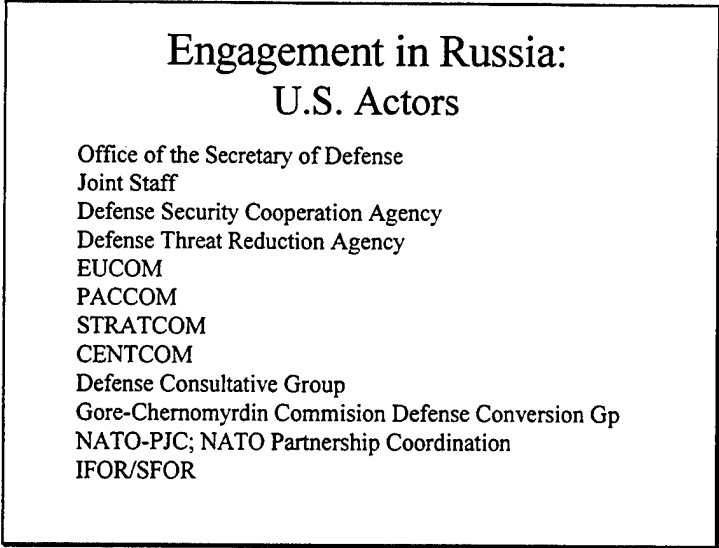 Engagement in Russia:
U.S. Actors
Office of the Secretary of Defense
Joint Staff
Defense Security Cooperation Agency
Defense Threat Reduction Agency
EUCOM
PACCOM
STRATCOM
CENTCOM
Defense Consultative Group
Gore-Chernomyrdin Commision Defense Conversion Gp
NATO-PJC; NATO Partnership Coordination
IFOR/SFOR